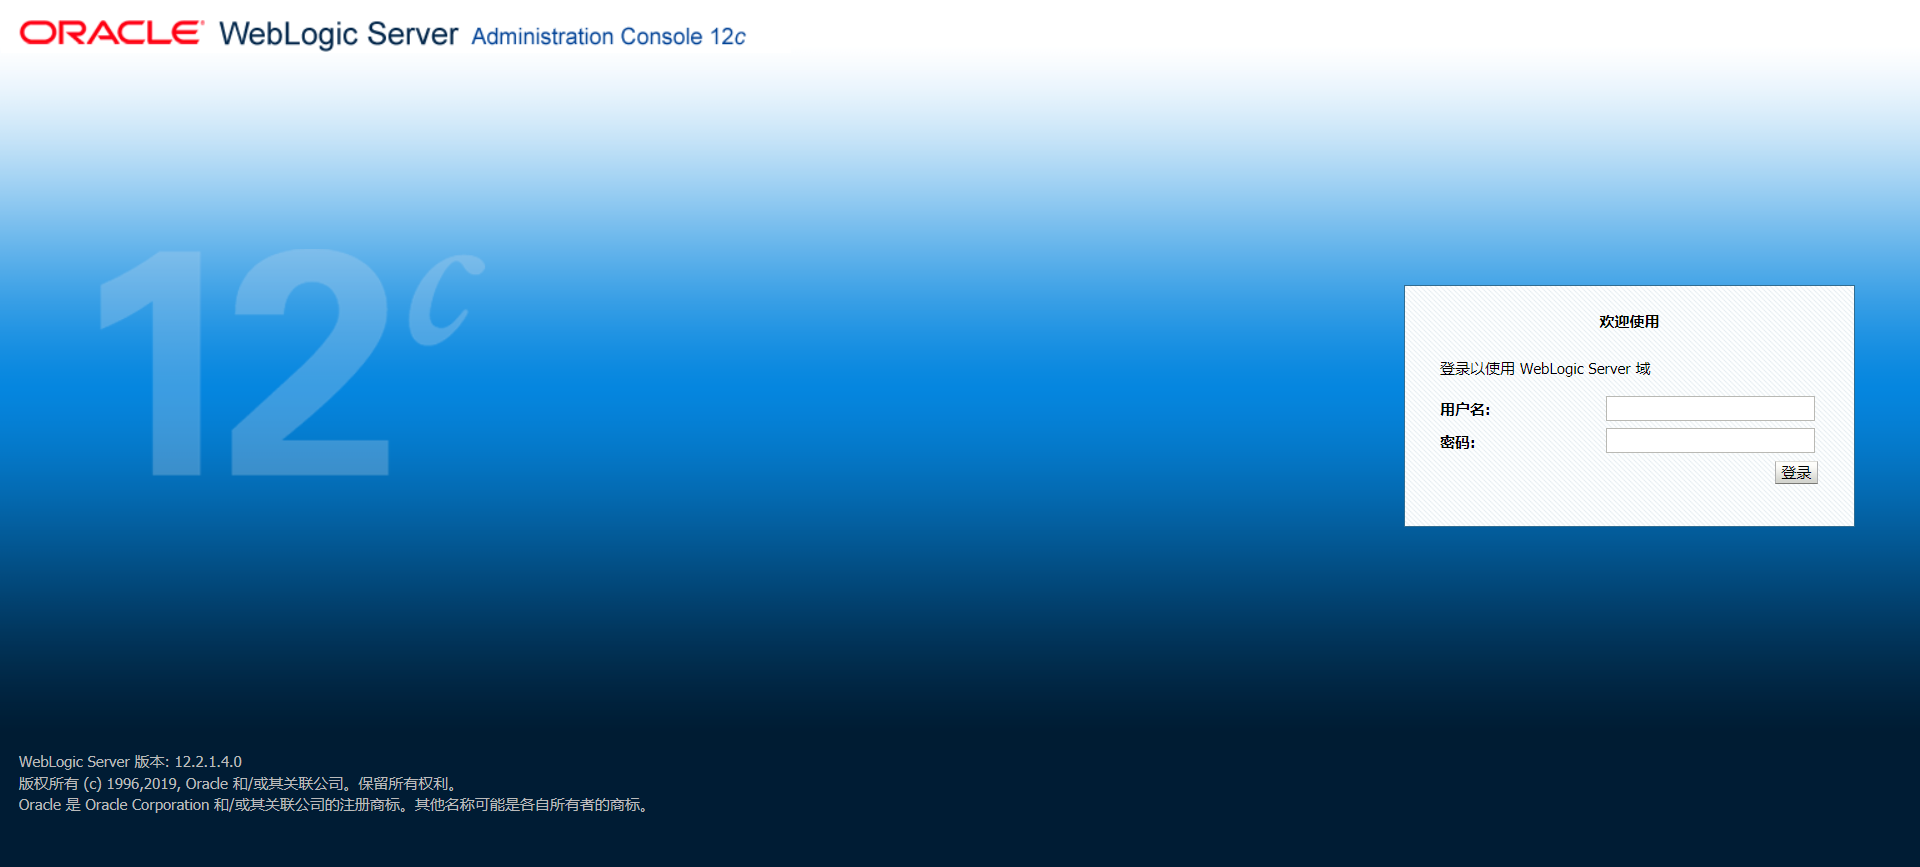 ORACLE WebLogic Server Administration Console 12c
12c
欢迎使用
登录以使用 WebLogic Server 域
用户名:
密码:
登录
WebLogic Server 版本: 12.2.1.4.0
版权所有 (c) 1996,2019, Oracle 和/或其关联公司。保留所有权利。
Oracle 是 Oracle Corporation 和/或其关联公司的注册商标。其他名称可能是各自所有者的商标。